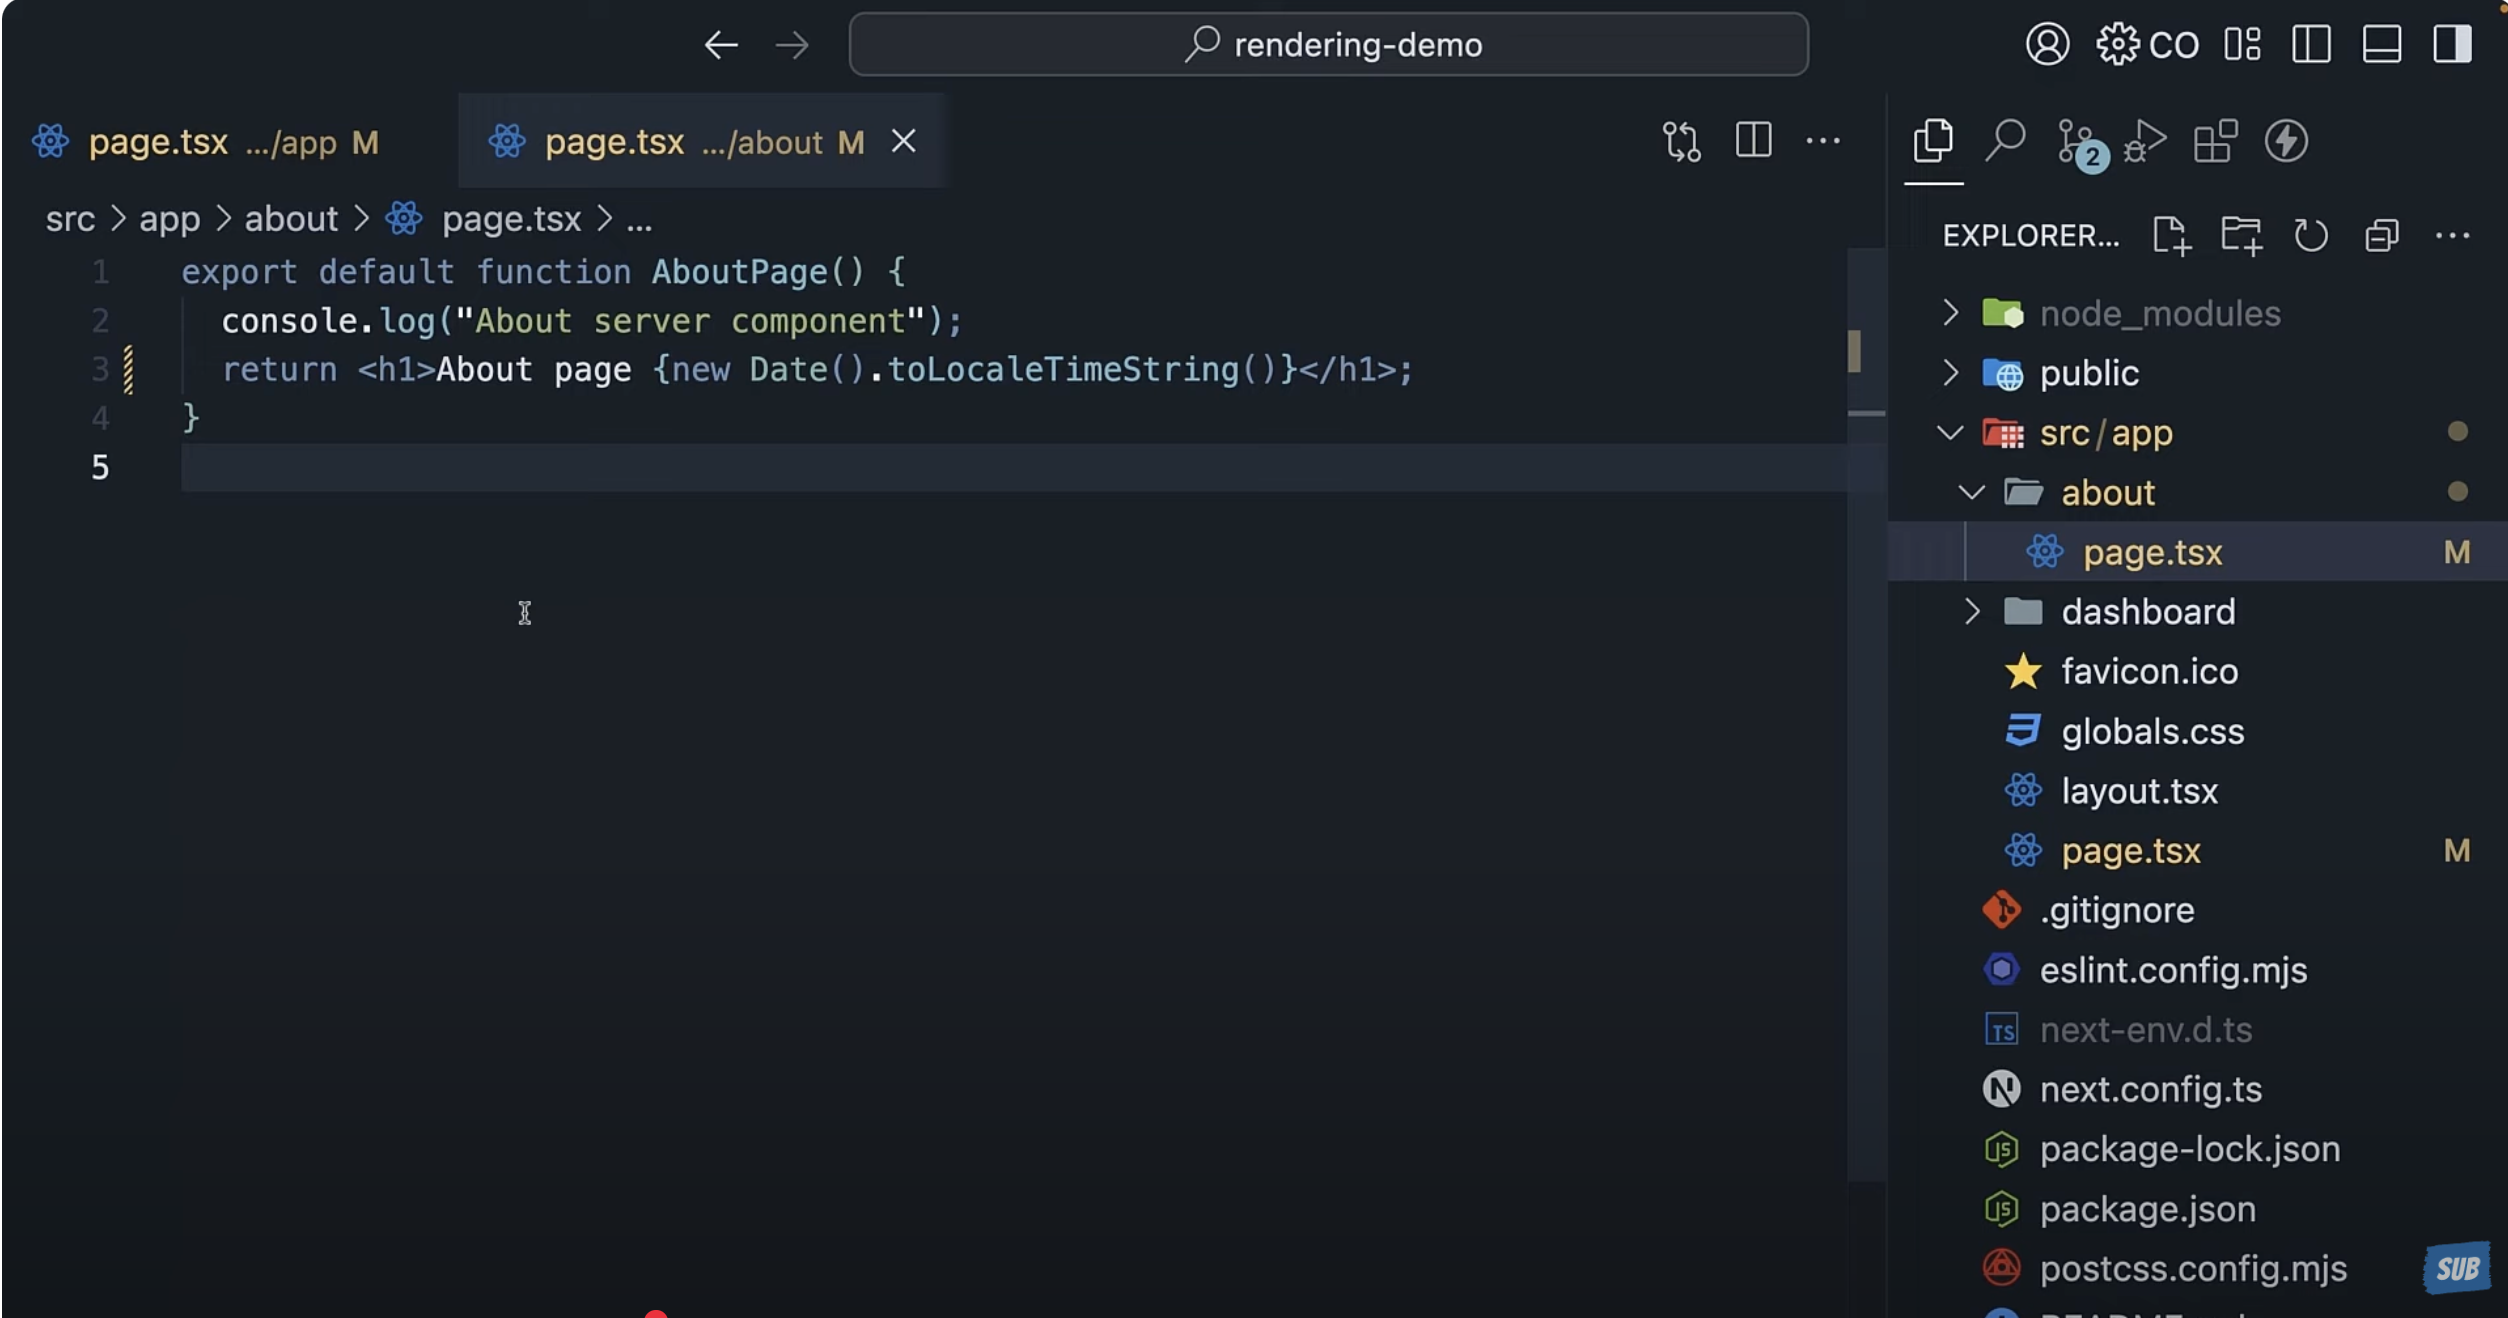 rendering-demo
CO
page.tsx .../app M
page.tsx .../about M
2
src > app > about > page.tsx > ...
EXPLORER...
1 export default function AboutPage() {
2 console.log("About server component");
3 return <h1>About page {new Date().toLocaleTimeString()}</h1>;
4 }
5
node_modules
public
src/app
about
page.tsx M
dashboard
favicon.ico
globals.css
layout.tsx
page.tsx M
.gitignore
eslint.config.mjs
TS next-env.d.ts
N next.config.ts
JS package-lock.json
JS package.json
postcss.config.mjs
SUB